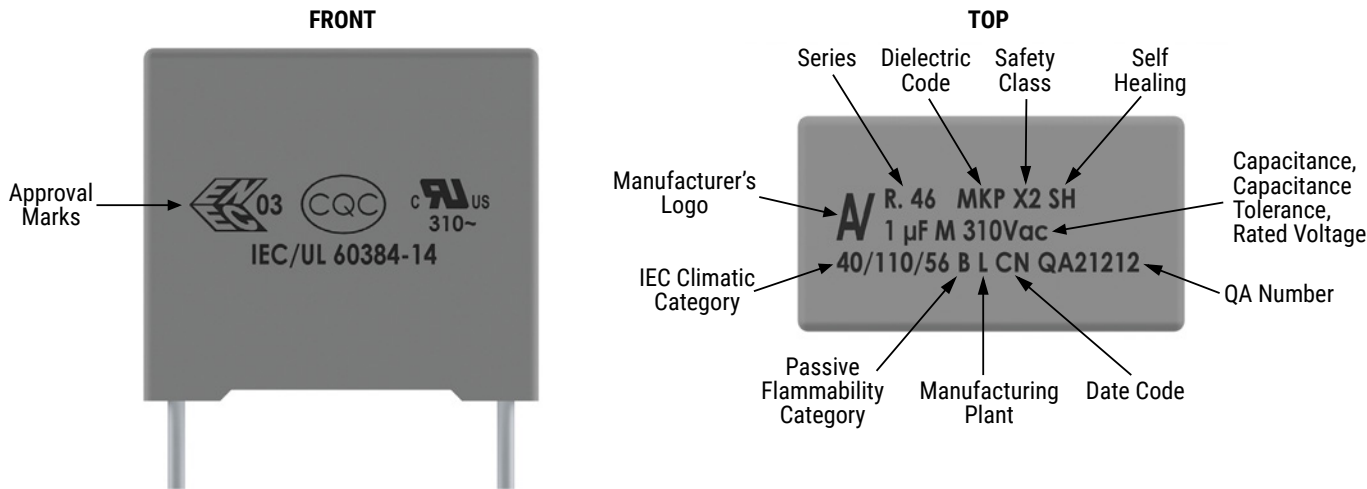 FRONT
Approval
Marks
ENEC 03
CQC
C RU US
310~
IEC/UL 60384-14
TOP
Series
Dielectric
Code
Safety
Class
Self
Healing
Manufacturer's
Logo
R. 46 MKP X2 SH
1 µF M 310Vac
40/110/56 B L CN QA21212
Capacitance,
Capacitance
Tolerance,
Rated Voltage
IEC Climatic
Category
QA Number
Passive
Flammability
Category
Manufacturing
Plant
Date Code